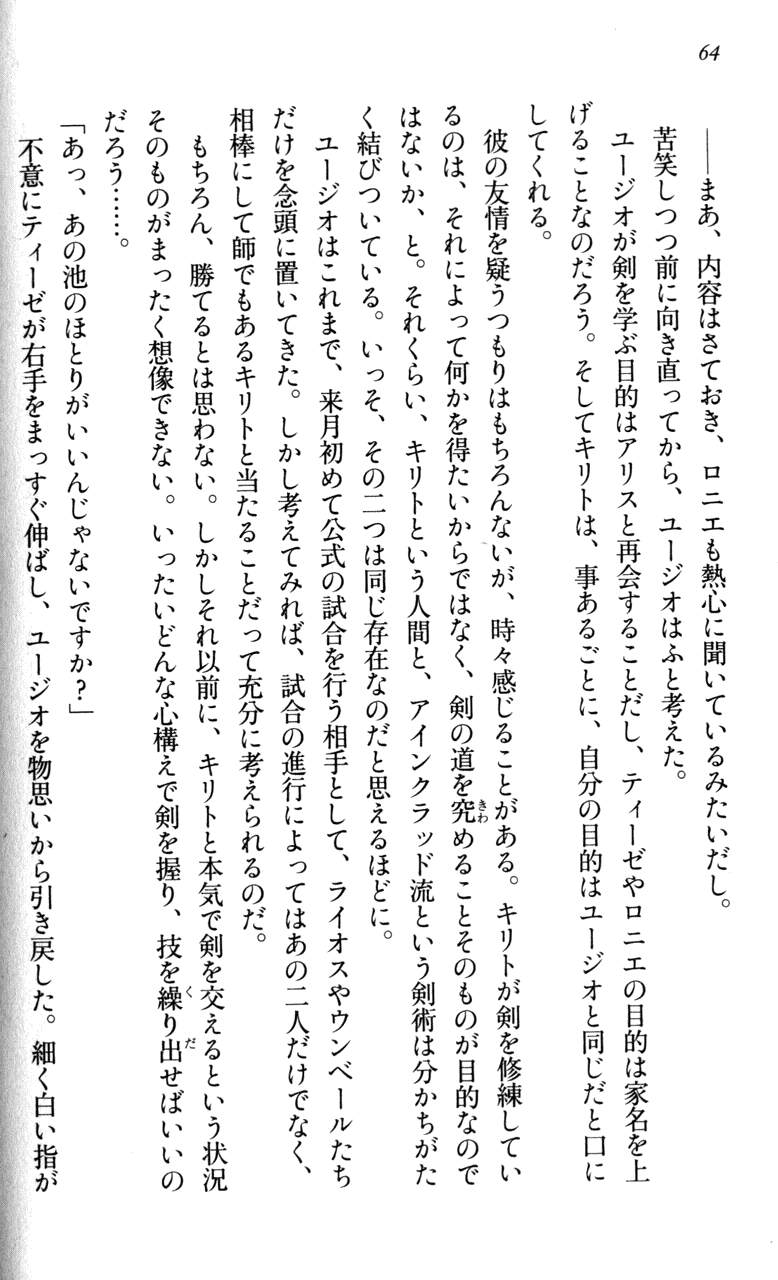 64
――まあ、内容はさておき、ロニエも熱心に聞いているみたいだし。
苦笑しつつ前に向き直ってから、ユージオはふと考えた。
ユージオが剣を学ぶ目的はアリスと再会することだし、ティーゼやロニエの目的は家名を上
げることなのだろう。そしてキリトは、事あるごとに、自分の目的はユージオと同じだと口に
してくれる。
彼の友情を疑うつもりはもちろんないが、時々感じることがある。キリトが剣を修練してい
るのは、それによって何かを得たいからではなく、剣の道を究めることそのものが目的なので
はないか、と。それくらい、キリトという人間と、アインクラッド流という剣術は分かちがた
く結びついている。いっそ、その二つは同じ存在なのだと思えるほどに。
ユージオはこれまで、来月初めて公式の試合を行う相手として、ライオスやウンベールたち
だけを念頭に置いてきた。しかし考えてみれば、試合の進行によってはあの二人だけでなく、
相棒にして師でもあるキリトと当たることだって充分に考えられるのだ。
もちろん、勝てるとは思わない。しかしそれ以前に、キリトと本気で剣を交えるという状況
そのものがまったく想像できない。いったいどんな心構えで剣を握り、技を繰り出せばいいの
だろう……。
「あっ、あの池のほとりがいいんじゃないですか?」
不意にティーゼが右手をまっすぐ伸ばし、ユージオを物思いから引き戻した。細く白い指が